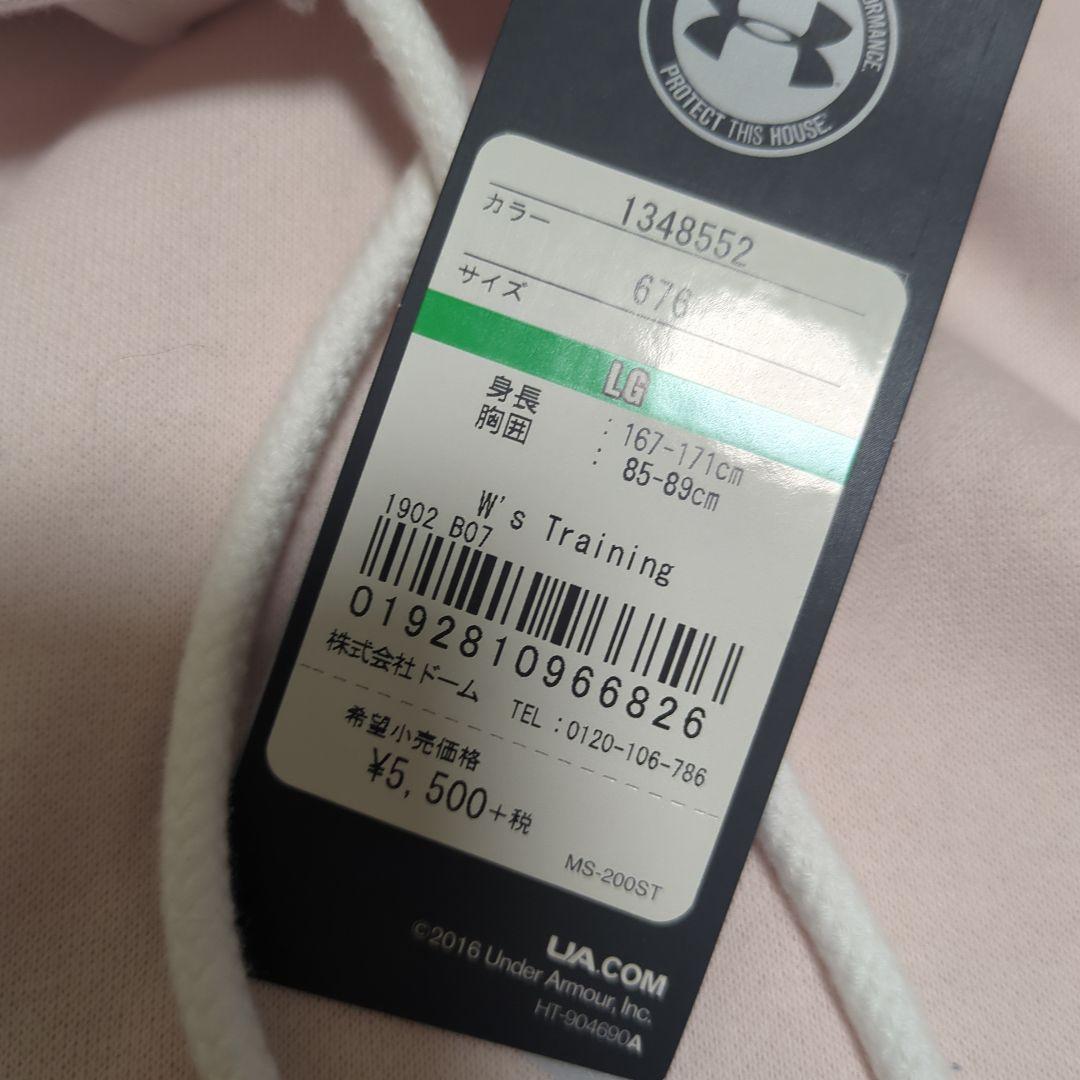 PROTECT THIS HOUSE
1348552
カラー
676
サイズ
LG
身長 : 167-171cm
胸囲 : 85-89cm
W's Training
1902 B07
0192810966826
株式会社ドーム
TEL : 0120-106-786
希望小売価格
¥5,500+税
MS-200ST
UA.COM
©2016 Under Armour, Inc.
HT-904690A